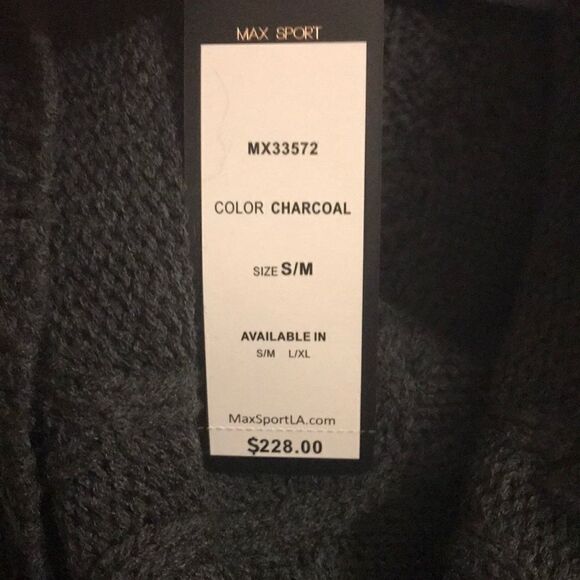 MAX SPORT
MX33572
COLOR CHARCOAL
SIZE S/M
AVAILABLE IN
S/M L/XL
MaxSportLA.com
$228.00